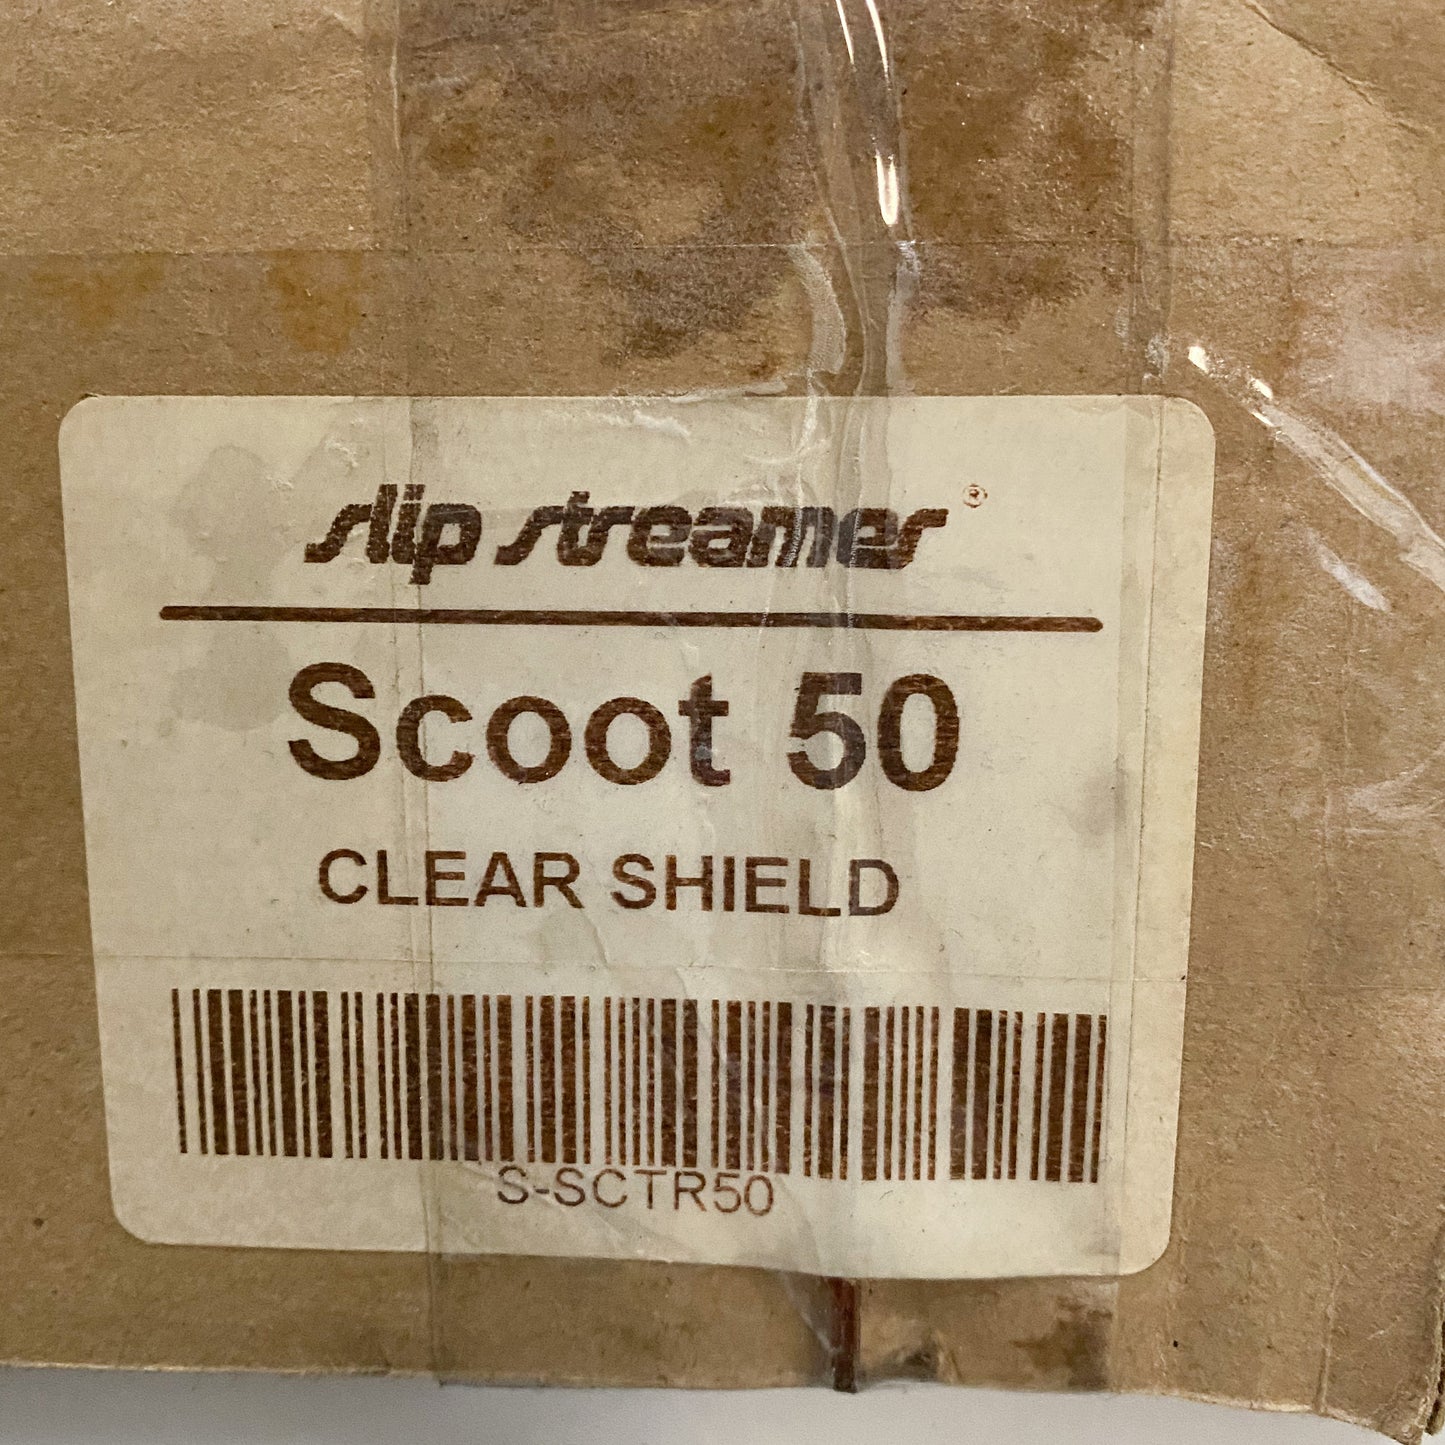 slip streamer ®
Scoot 50
CLEAR SHIELD
S-SCTR50